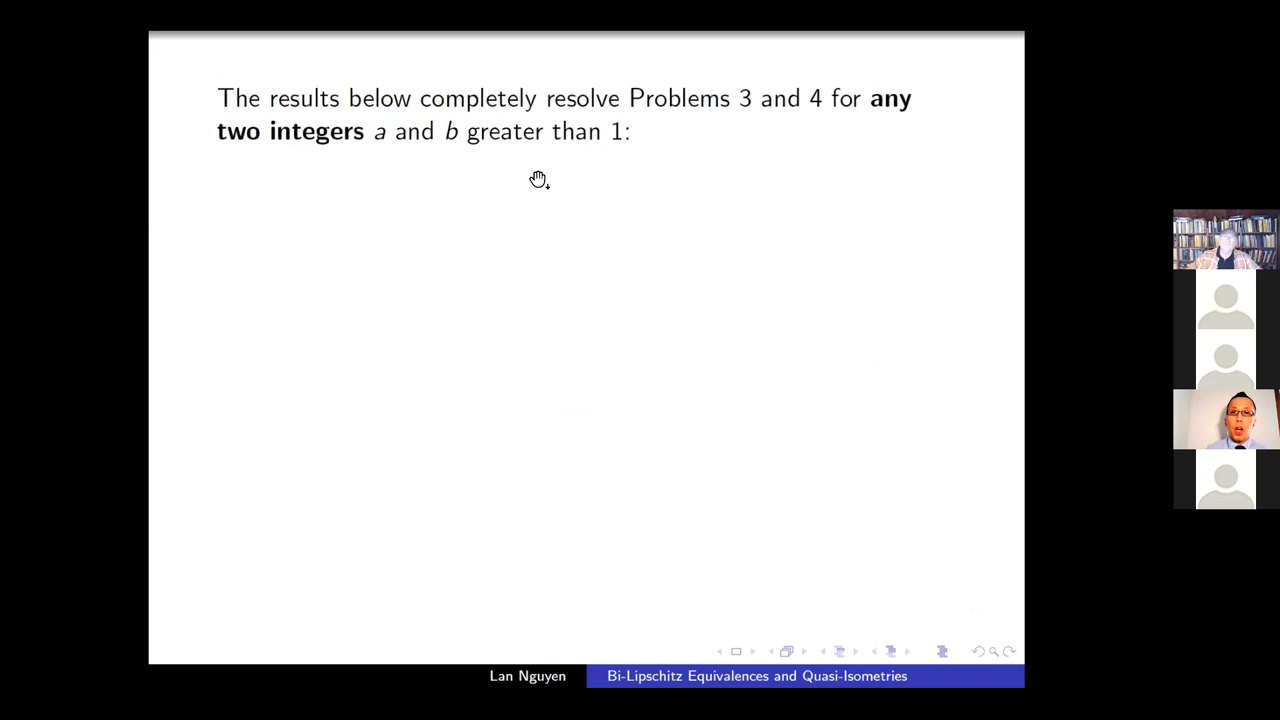 The results below completely resolve Problems 3 and 4 for any
two integers a and b greater than 1:
Lan Nguyen
Bi-Lipschitz Equivalences and Quasi-Isometries